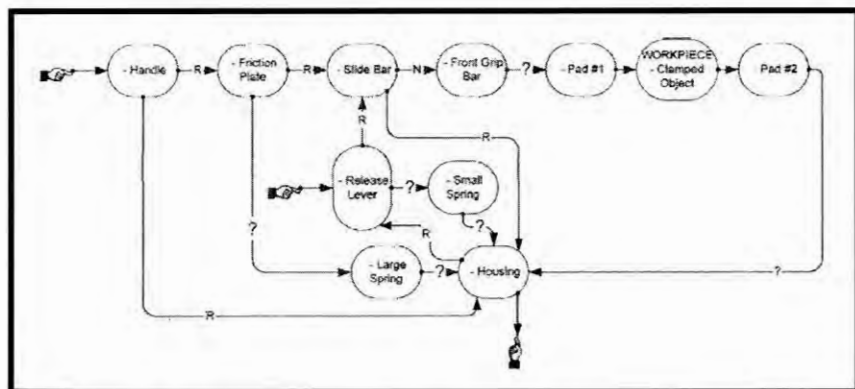 - Handle
R
- Friction
Plate
R
- Slide Bar
N
- Front Grip
Bar
?
- Pad #1
WORKPIECE
- Clamped
Object
- Pad #2
R
R
- Release
Lever
?
- Small
Spring
?
?
R
- Large
Spring
?
- Housing
?
R